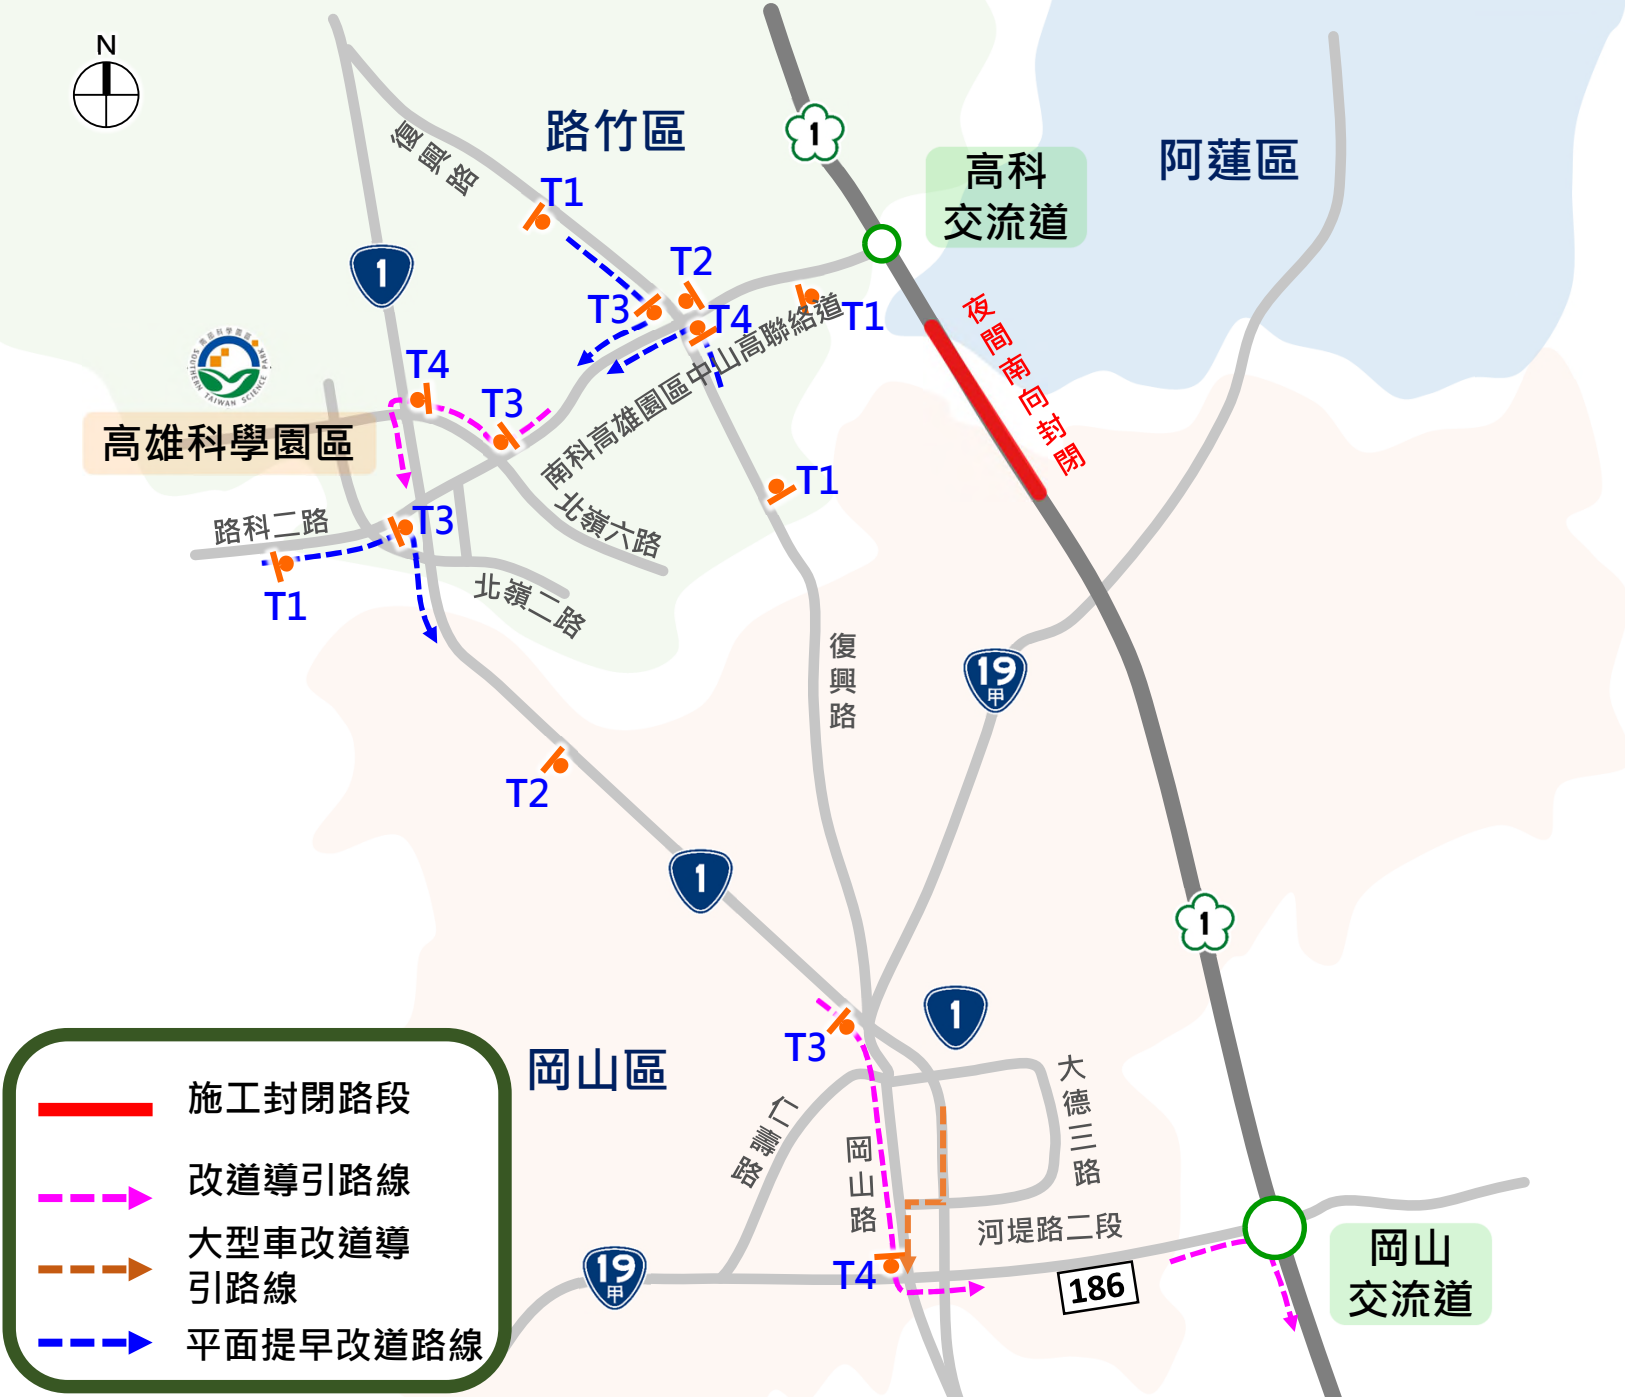 N
路竹區
1
高科
交流道
阿蓮區
復興路
T1
T2
T3
T4
T1
1
夜間南向封閉
SOUTHERN TAIWAN SCIENCE PARK
T4
T3
高雄科學園區
南科高雄園區中山高聯絡道
T1
路科二路
T3
北嶺六路
T1
北嶺二路
復興路
19
甲
T2
1
1
1
T3
岡山區
大德三路
仁壽路
岡山路
河堤路二段
19
甲
T4
186
岡山
交流道
施工封閉路段
改道導引路線
大型車改道導
引路線
平面提早改道路線